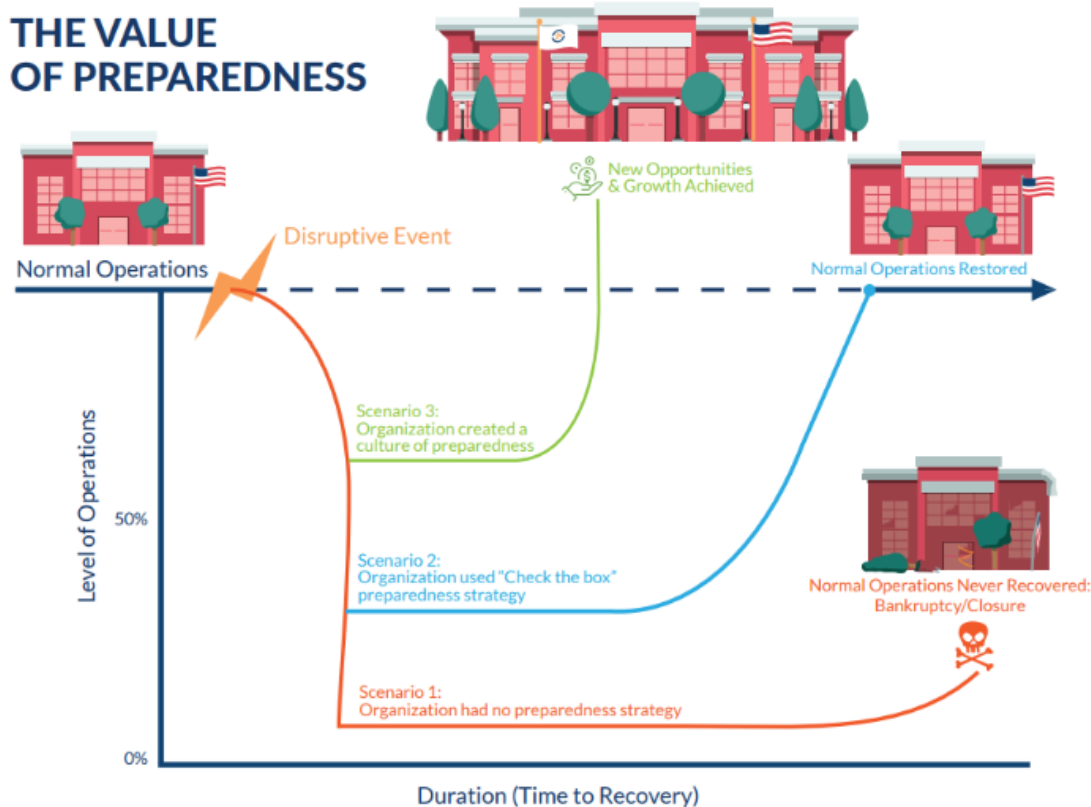 THE VALUE
OF PREPAREDNESS
New Opportunities
& Growth Achieved
Disruptive Event
Normal Operations
Normal Operations Restored
Scenario 3:
Organization created a
culture of preparedness
Level of Operations
50%
Scenario 2:
Organization used "Check the box"
preparedness strategy
Normal Operations Never Recovered:
Bankruptcy/Closure
Scenario 1:
Organization had no preparedness strategy
0%
Duration (Time to Recovery)